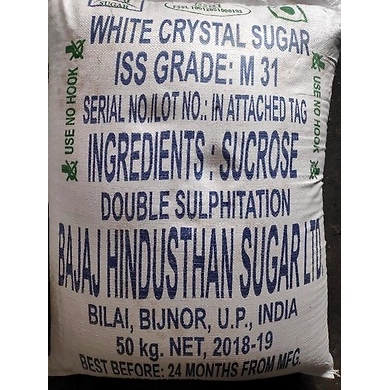 SUGAR
WHITE CRYSTAL SUGAR
ISS GRADE: M 31
SERIAL NO./LOT NO.: IN ATTACHED TAG
USE NO HOOK
USE NO HOOK
INGREDIENTS : SUCROSE
DOUBLE SULPHITATION
BAJAJ HINDUSTHAN SUGAR LTD.
BILAI, BIJNOR, U.P., INDIA
50 kg. NET, 2018-19
BEST BEFORE: 24 MONTHS FROM MFG